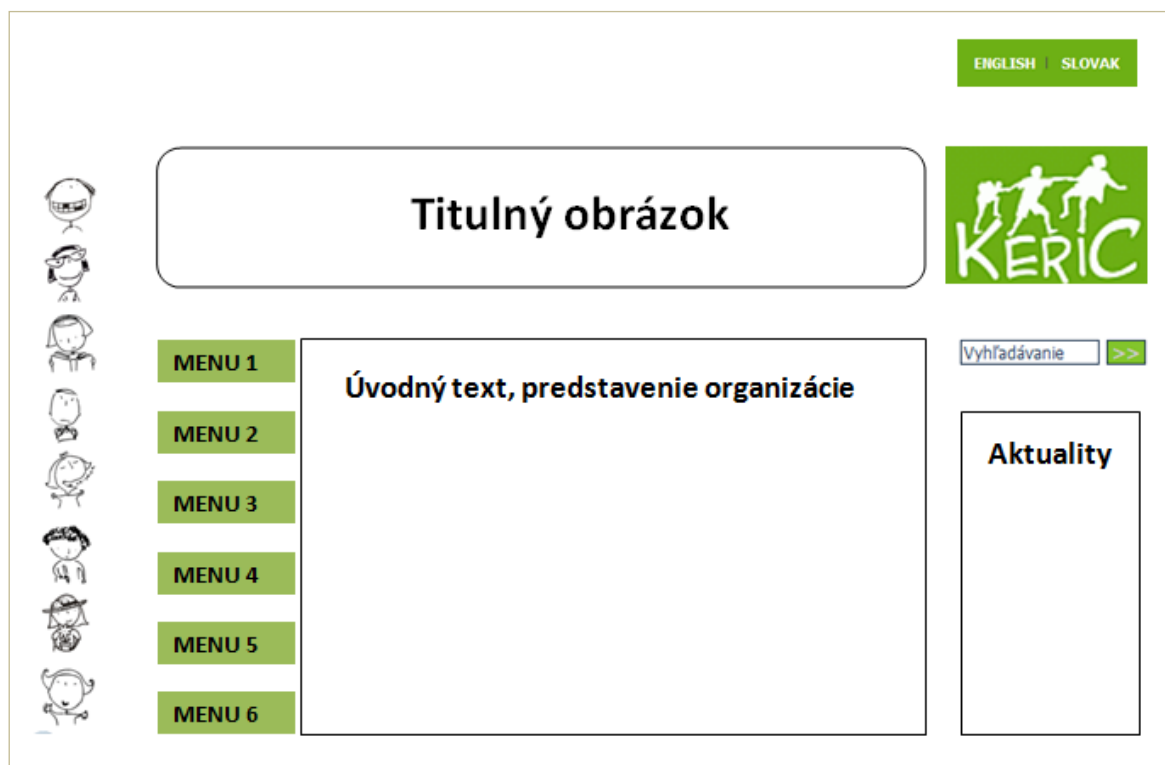 ENGLISH | SLOVAK
Titulný obrázok
KERIC
MENU 1
MENU 2
MENU 3
MENU 4
MENU 5
MENU 6
Úvodný text, predstavenie organizácie
Vyhľadávanie >>
Aktuality